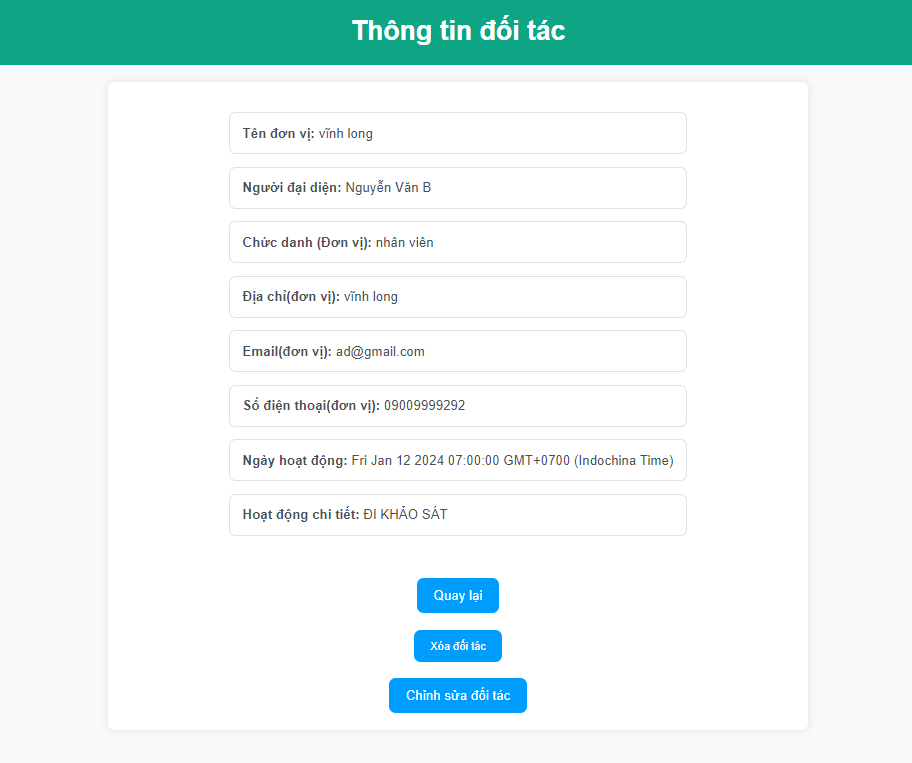 Thông tin đối tác
Tên đơn vị: vĩnh long
Người đại diện: Nguyễn Văn B
Chức danh (Đơn vị): nhân viên
Địa chỉ(đơn vị): vĩnh long
Email(đơn vị): ad@gmail.com
Số điện thoại(đơn vị): 09009999292
Ngày hoạt động: Fri Jan 12 2024 07:00:00 GMT+0700 (Indochina Time)
Hoạt động chi tiết: ĐI KHẢO SÁT
Quay lại
Xóa đối tác
Chỉnh sửa đối tác